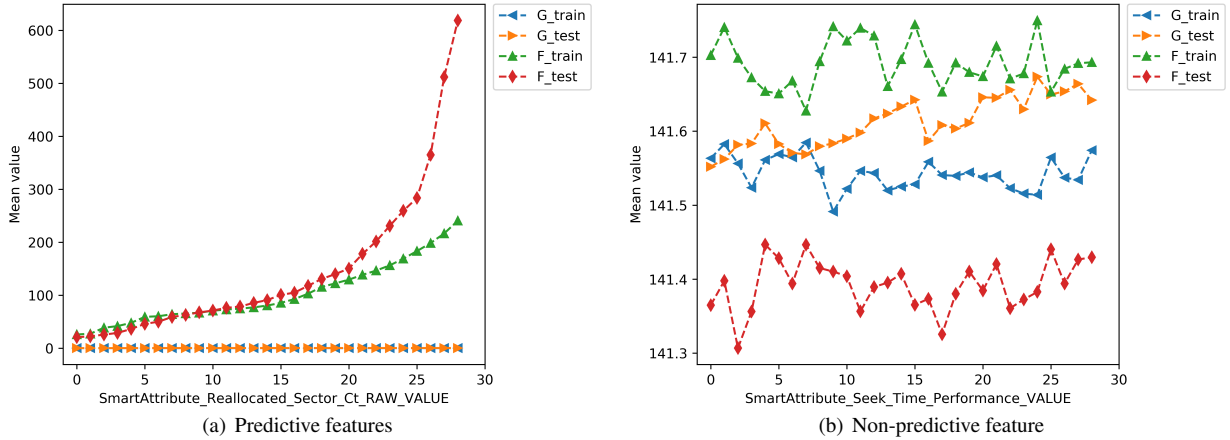 600
500
400
300
200
100
0
Mean value
0 5 10 15 20 25 30
SmartAttribute_Reallocated_Sector_Ct_RAW_VALUE
G_train
G_test
F_train
F_test
(a) Predictive features
141.7
141.6
141.5
141.4
141.3
Mean value
0 5 10 15 20 25 30
SmartAttribute_Seek_Time_Performance_VALUE
G_train
G_test
F_train
F_test
(b) Non-predictive feature